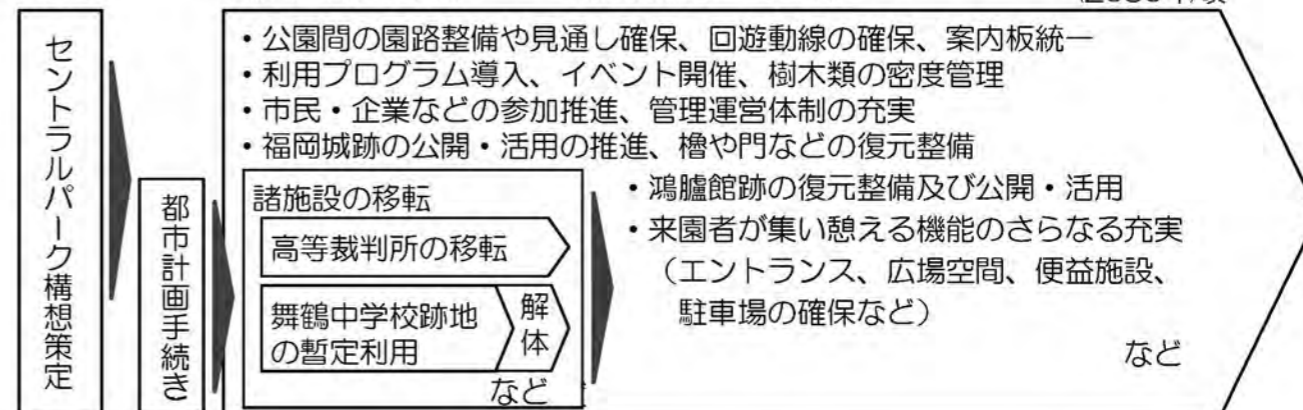 セントラルパーク構想策定
都市計画手続き
・公園間の園路整備や見通し確保、回遊動線の確保、案内板統一
・利用プログラム導入、イベント開催、樹木類の密度管理
・市民・企業などの参加推進、管理運営体制の充実
・福岡城跡の公開・活用の推進、櫓や門などの復元整備
諸施設の移転
高等裁判所の移転
舞鶴中学校跡地
の暫定利用
解体
など
・鴻臚館跡の復元整備及び公開・活用
・来園者が集い憩える機能のさらなる充実
（エントランス、広場空間、便益施設、
駐車場の確保など）
など